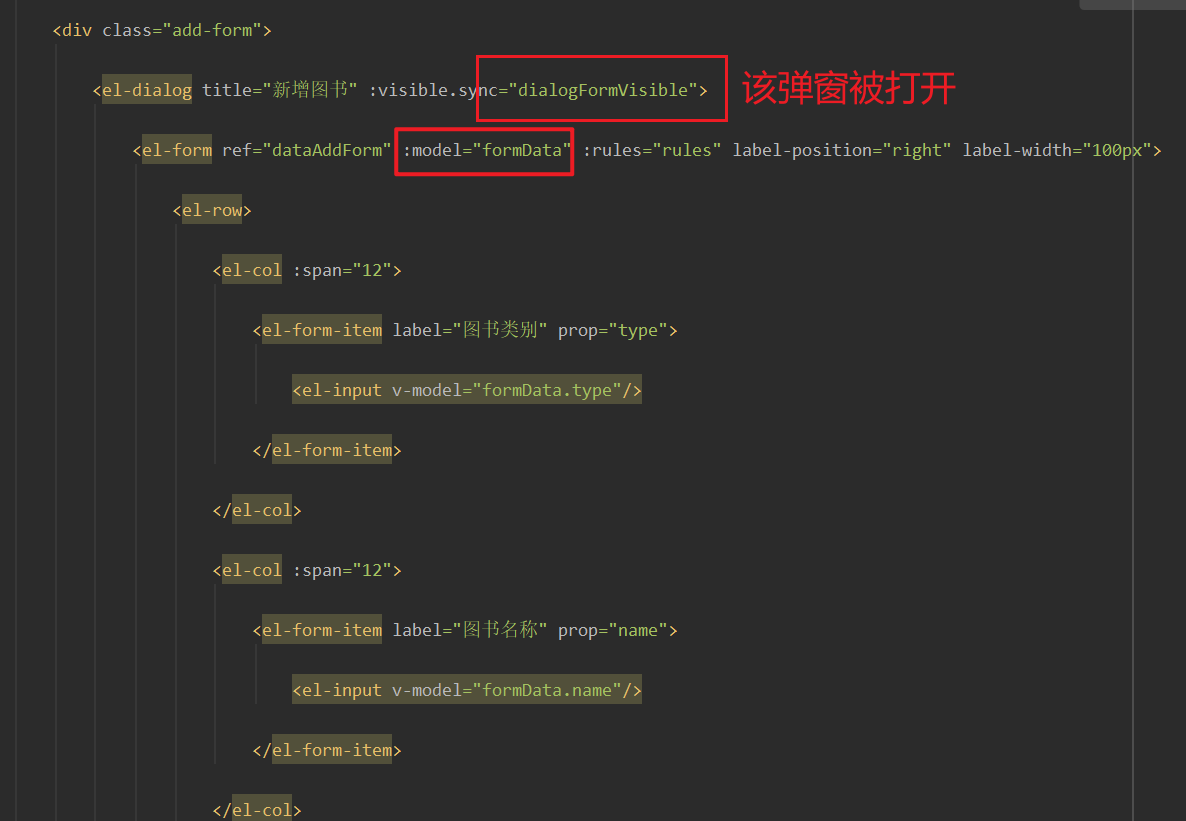 <div class="add-form">
<el-dialog title="新增图书" :visible.sync="dialogFormVisible"> 该弹窗被打开
<el-form ref="dataAddForm" :model="formData" :rules="rules" label-position="right" label-width="100px">
<el-row>
<el-col :span="12">
<el-form-item label="图书类别" prop="type">
<el-input v-model="formData.type"/>
</el-form-item>
</el-col>
<el-col :span="12">
<el-form-item label="图书名称" prop="name">
<el-input v-model="formData.name"/>
</el-form-item>
</el-col>